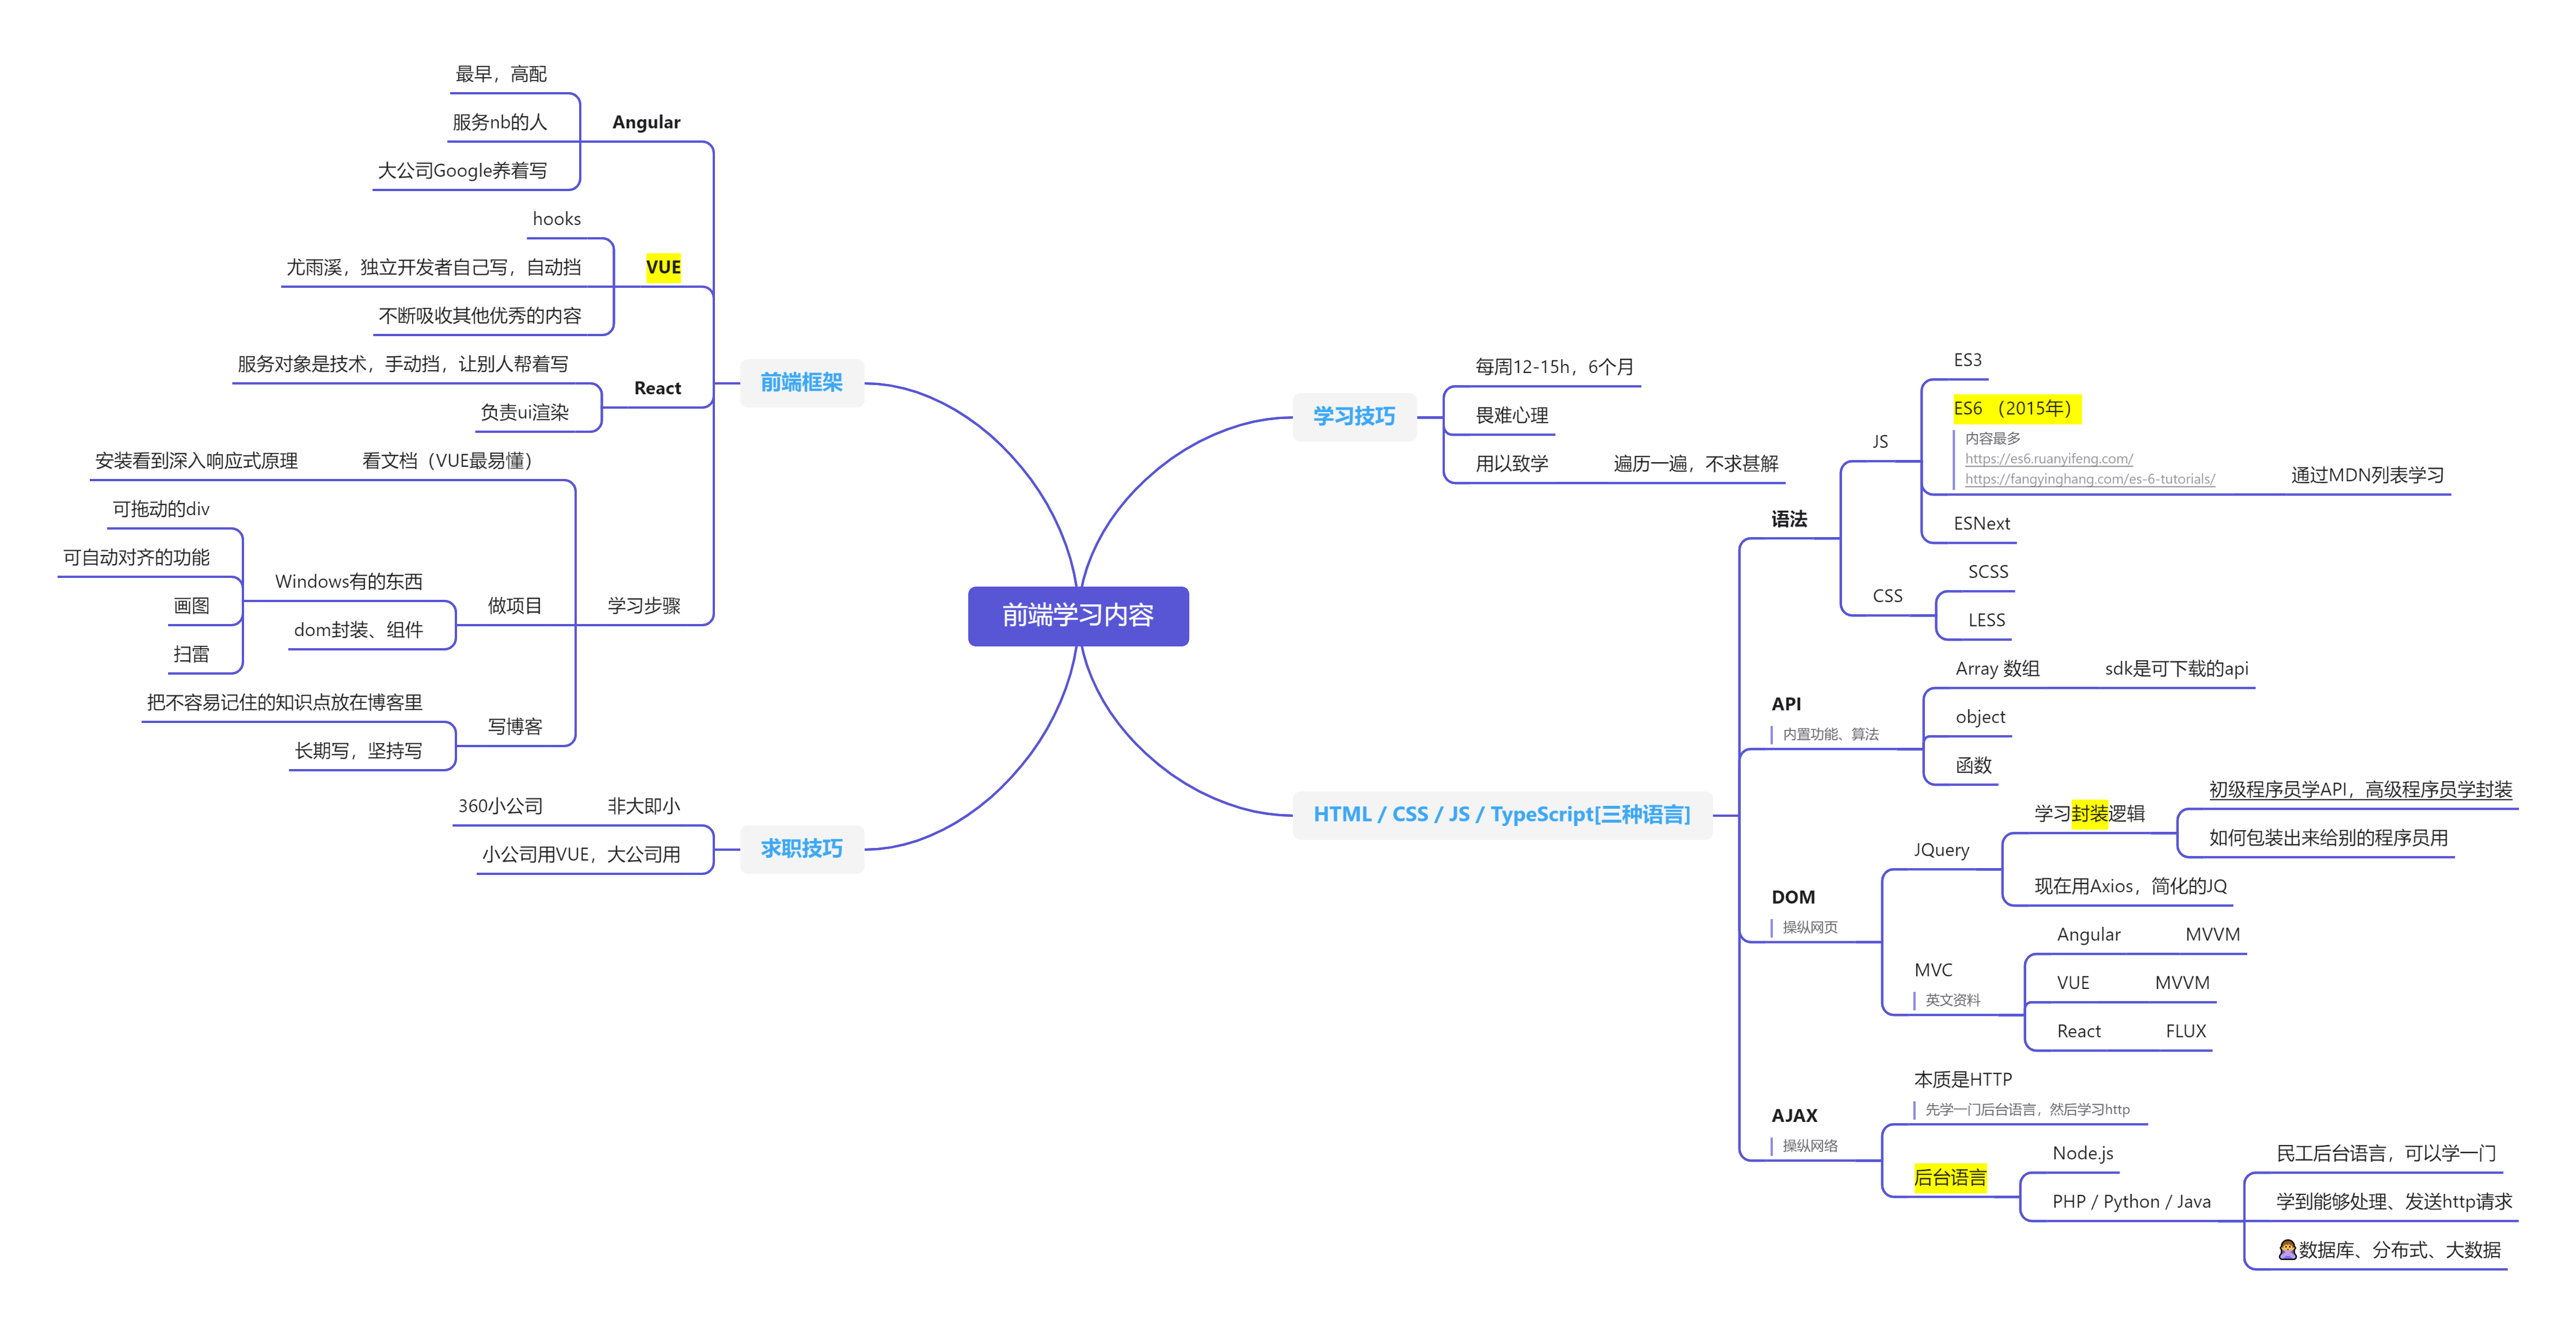 前端学习内容
学习技巧
每周12-15h，6个月
畏难心理
用以致学
遍历一遍，不求甚解
HTML / CSS / JS / TypeScript[三种语言]
语法
JS
ES3
ES6 （2015年）
内容最多
https://es6.ruanyifeng.com/
https://fangyinghang.com/es-6-tutorials/
通过MDN列表学习
ESNext
CSS
SCSS
LESS
API
内置功能、算法
Array 数组
sdk是可下载的api
object
函数
DOM
操纵网页
JQuery
学习封装逻辑
初级程序员学API，高级程序员学封装
如何包装出来给别的程序员用
现在用Axios，简化的JQ
MVC
英文资料
Angular
MVVM
VUE
MVVM
React
FLUX
AJAX
操纵网络
本质是HTTP
先学一门后台语言，然后学习http
后台语言
Node.js
PHP / Python / Java
民工后台语言，可以学一门
学到能够处理、发送http请求
🙅数据库、分布式、大数据
前端框架
Angular
最早，高配
服务nb的人
大公司Google养着写
VUE
hooks
尤雨溪，独立开发者自己写，自动挡
不断吸收其他优秀的内容
React
服务对象是技术，手动挡，让别人帮着写
负责ui渲染
学习步骤
看文档（VUE最易懂）
安装看到深入响应式原理
做项目
Windows有的东西
可拖动的div
可自动对齐的功能
画图
扫雷
dom封装、组件
写博客
把不容易记住的知识点放在博客里
长期写，坚持写
求职技巧
非大即小
360小公司
小公司用VUE，大公司用